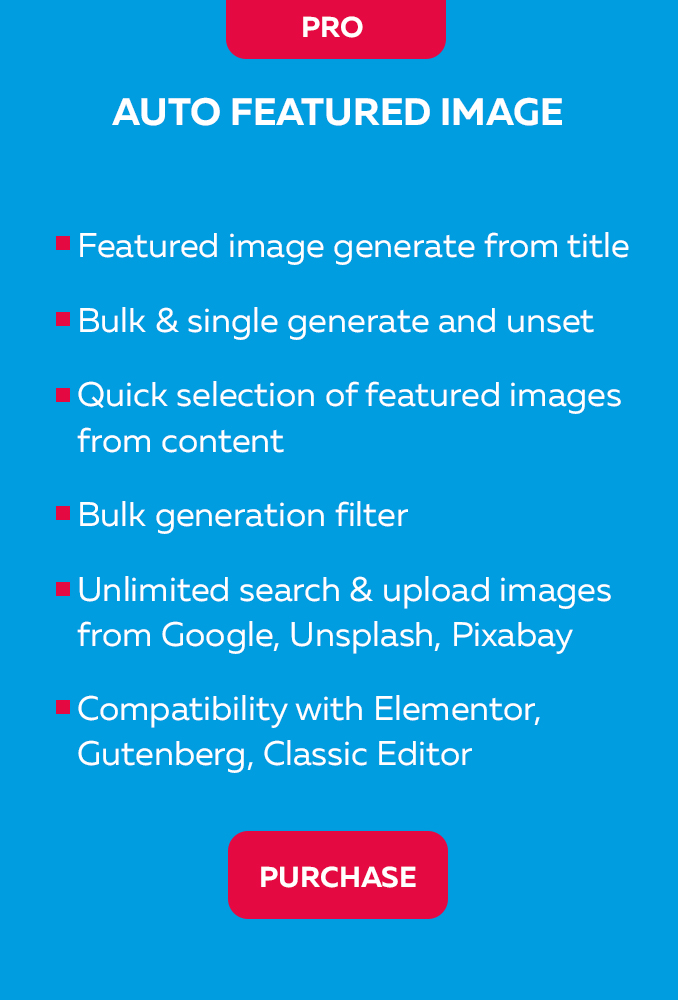 PRO
AUTO FEATURED IMAGE
Featured image generate from title
Bulk & single generate and unset
Quick selection of featured images
from content
Bulk generation filter
Unlimited search & upload images
from Google, Unsplash, Pixabay
Compatibility with Elementor,
Gutenberg, Classic Editor
PURCHASE